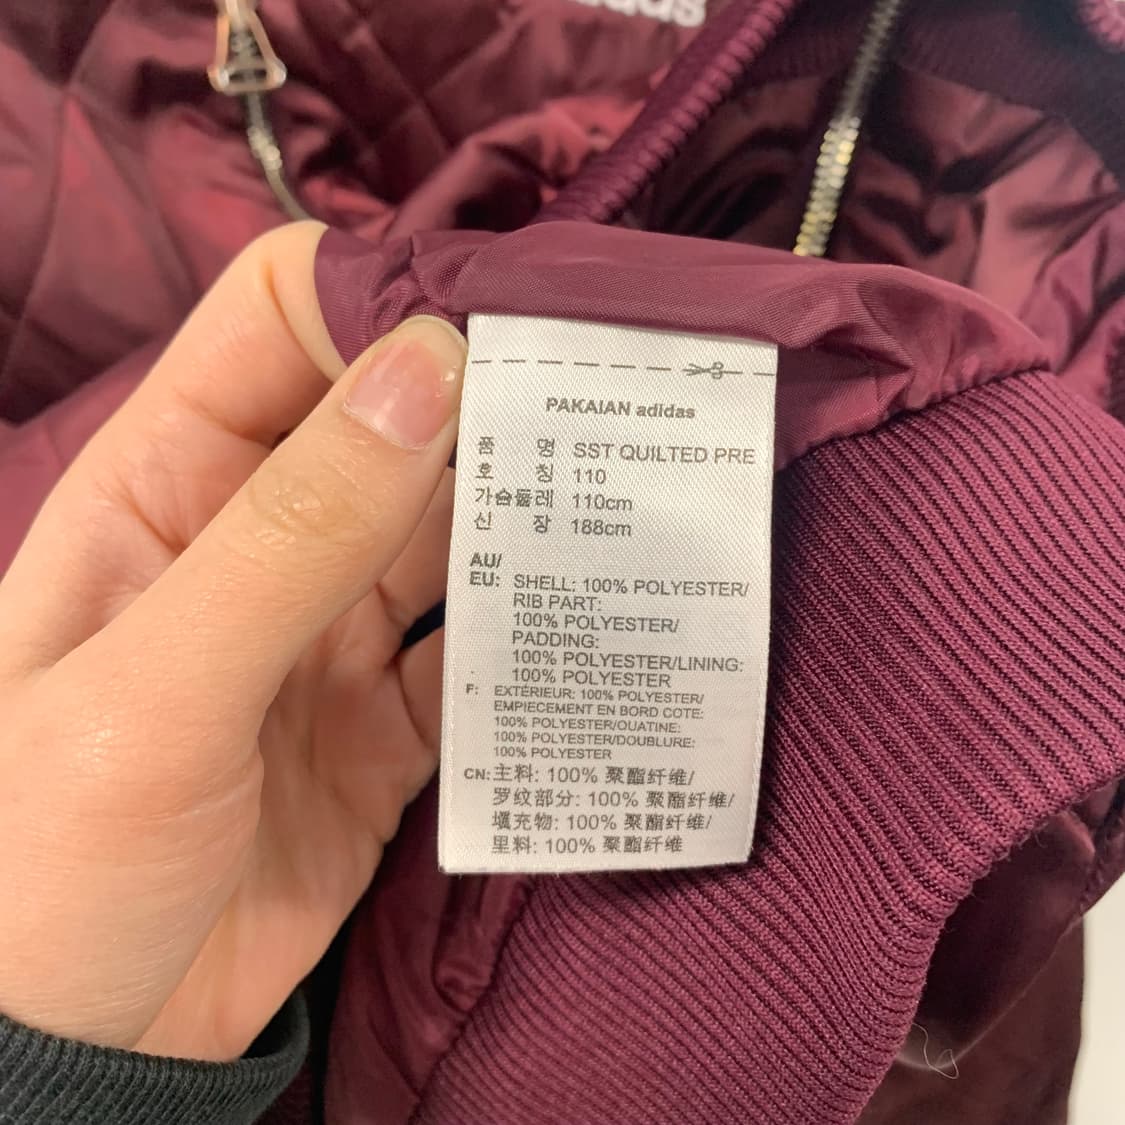 PAKAIAN adidas
품 명 SST QUILTED PRE
호 칭 110
가슴둘레 110cm
신 장 188cm
AU/
EU: SHELL: 100% POLYESTER/
RIB PART:
100% POLYESTER/
PADDING:
100% POLYESTER/LINING:
100% POLYESTER
F: EXTÉRIEUR: 100% POLYESTER/
EMPIECEMENT EN BORD COTE:
100% POLYESTER/OUATINE:
100% POLYESTER/DOUBLURE:
100% POLYESTER
CN: 主料: 100% 聚酯纤维/
罗纹部分: 100% 聚酯纤维/
填充物: 100% 聚酯纤维/
里料: 100% 聚酯纤维